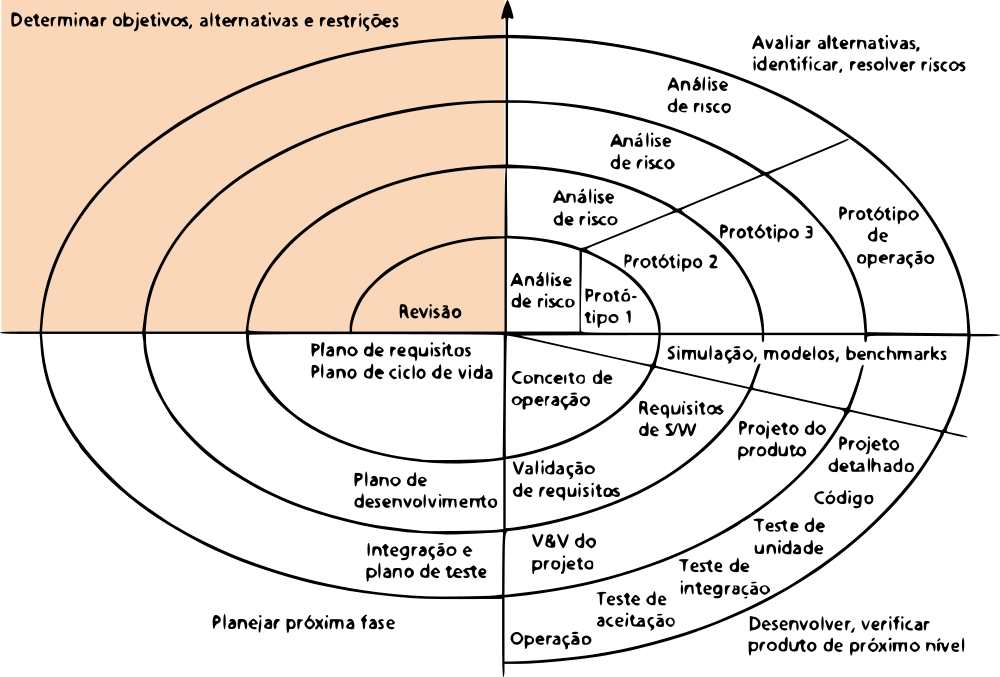 Determinar objetivos, alternativas e restrições
Avaliar alternativas,
identificar, resolver riscos
Análise
de risco
Análise
de risco
Análise
de risco
Análise
de risco
Protótipo
de
operação
Protótipo 3
Protótipo 2
Protó-
tipo 1
Revisão
Plano de requisitos
Plano de ciclo de vida
Simulação, modelos, benchmarks
Conceito de
operação
Requisitos
de S/W
Projeto do
produto
Projeto
detalhado
Plano de
desenvolvimento
Validação
de requisitos
Código
Teste de
unidade
Integração e
plano de teste
V&V do
projeto
Teste de
integração
Teste de
aceitação
Operação
Planejar próxima fase
Desenvolver, verificar
produto de próximo nível